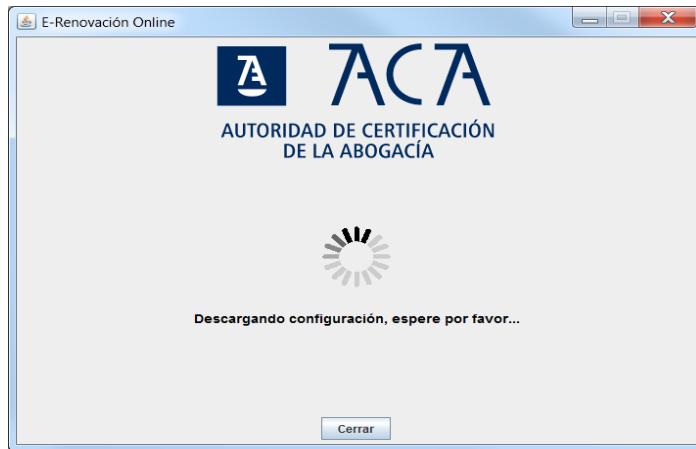 E-Renovación Online
ACA
AUTORIDAD DE CERTIFICACIÓN
DE LA ABOGACÍA
Descargando configuración, espere por favor...
Cerrar